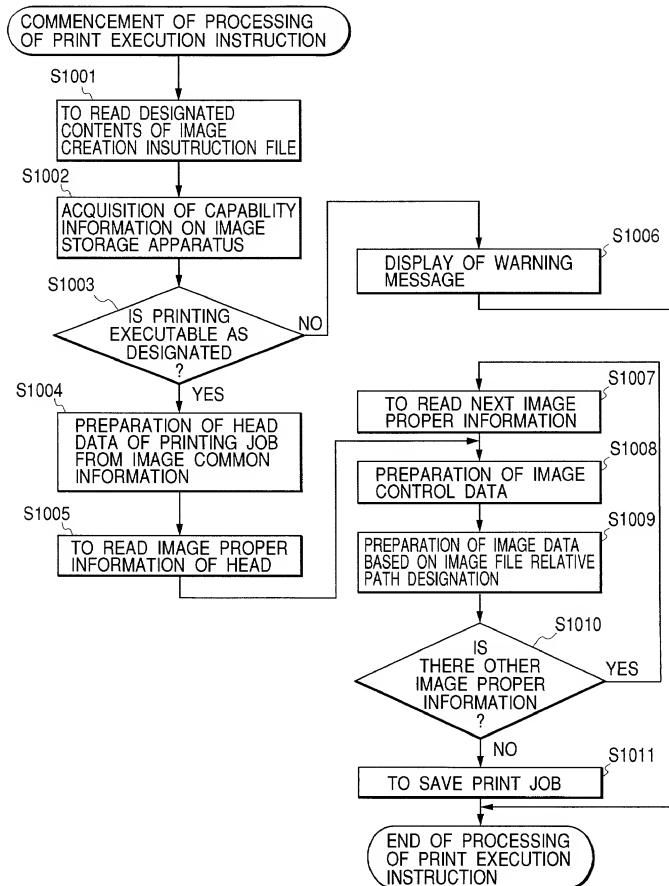 COMMENCEMENT OF PROCESSING
OF PRINT EXECUTION INSTRUCTION
S1001
TO READ DESIGNATED
CONTENTS OF IMAGE
CREATION INSUTRUCTION FILE
S1002
ACQUISITION OF CAPABILITY
INFORMATION ON IMAGE
STORAGE APPARATUS
S1003
IS PRINTING
EXECUTABLE AS
DESIGNATED
?
NO
YES
S1004
PREPARATION OF HEAD
DATA OF PRINTING JOB
FROM IMAGE COMMON
INFORMATION
S1005
TO READ IMAGE PROPER
INFORMATION OF HEAD
S1006
DISPLAY OF WARNING
MESSAGE
S1007
TO READ NEXT IMAGE
PROPER INFORMATION
S1008
PREPARATION OF IMAGE
CONTROL DATA
S1009
PREPARATION OF IMAGE DATA
BASED ON IMAGE FILE RELATIVE
PATH DESIGNATION
S1010
IS
THERE OTHER
IMAGE PROPER
INFORMATION
?
YES
NO
S1011
TO SAVE PRINT JOB
END OF PROCESSING
OF PRINT EXECUTION
INSTRUCTION